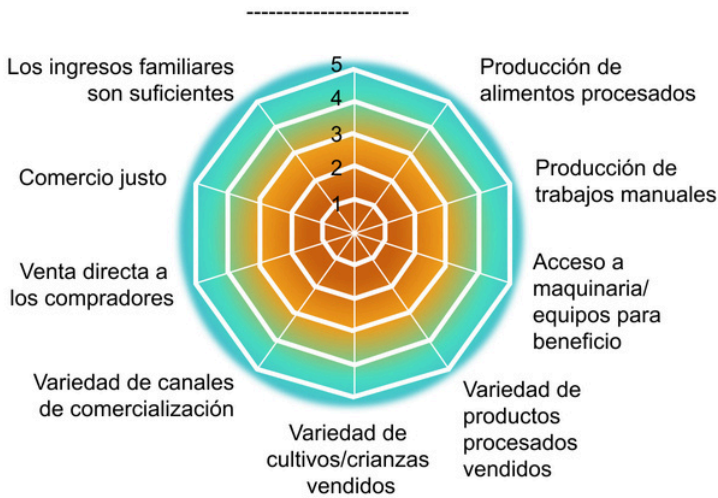 ---------------------
Los ingresos familiares
son suficientes
5
4
3
2
1
Producción de
alimentos procesados
Comercio justo
Producción de
trabajos manuales
Venta directa a
los compradores
Acceso a
maquinaria/
equipos para
beneficio
Variedad de canales
de comercialización
Variedad de
cultivos/crianzas
vendidos
Variedad de
productos
procesados
vendidos